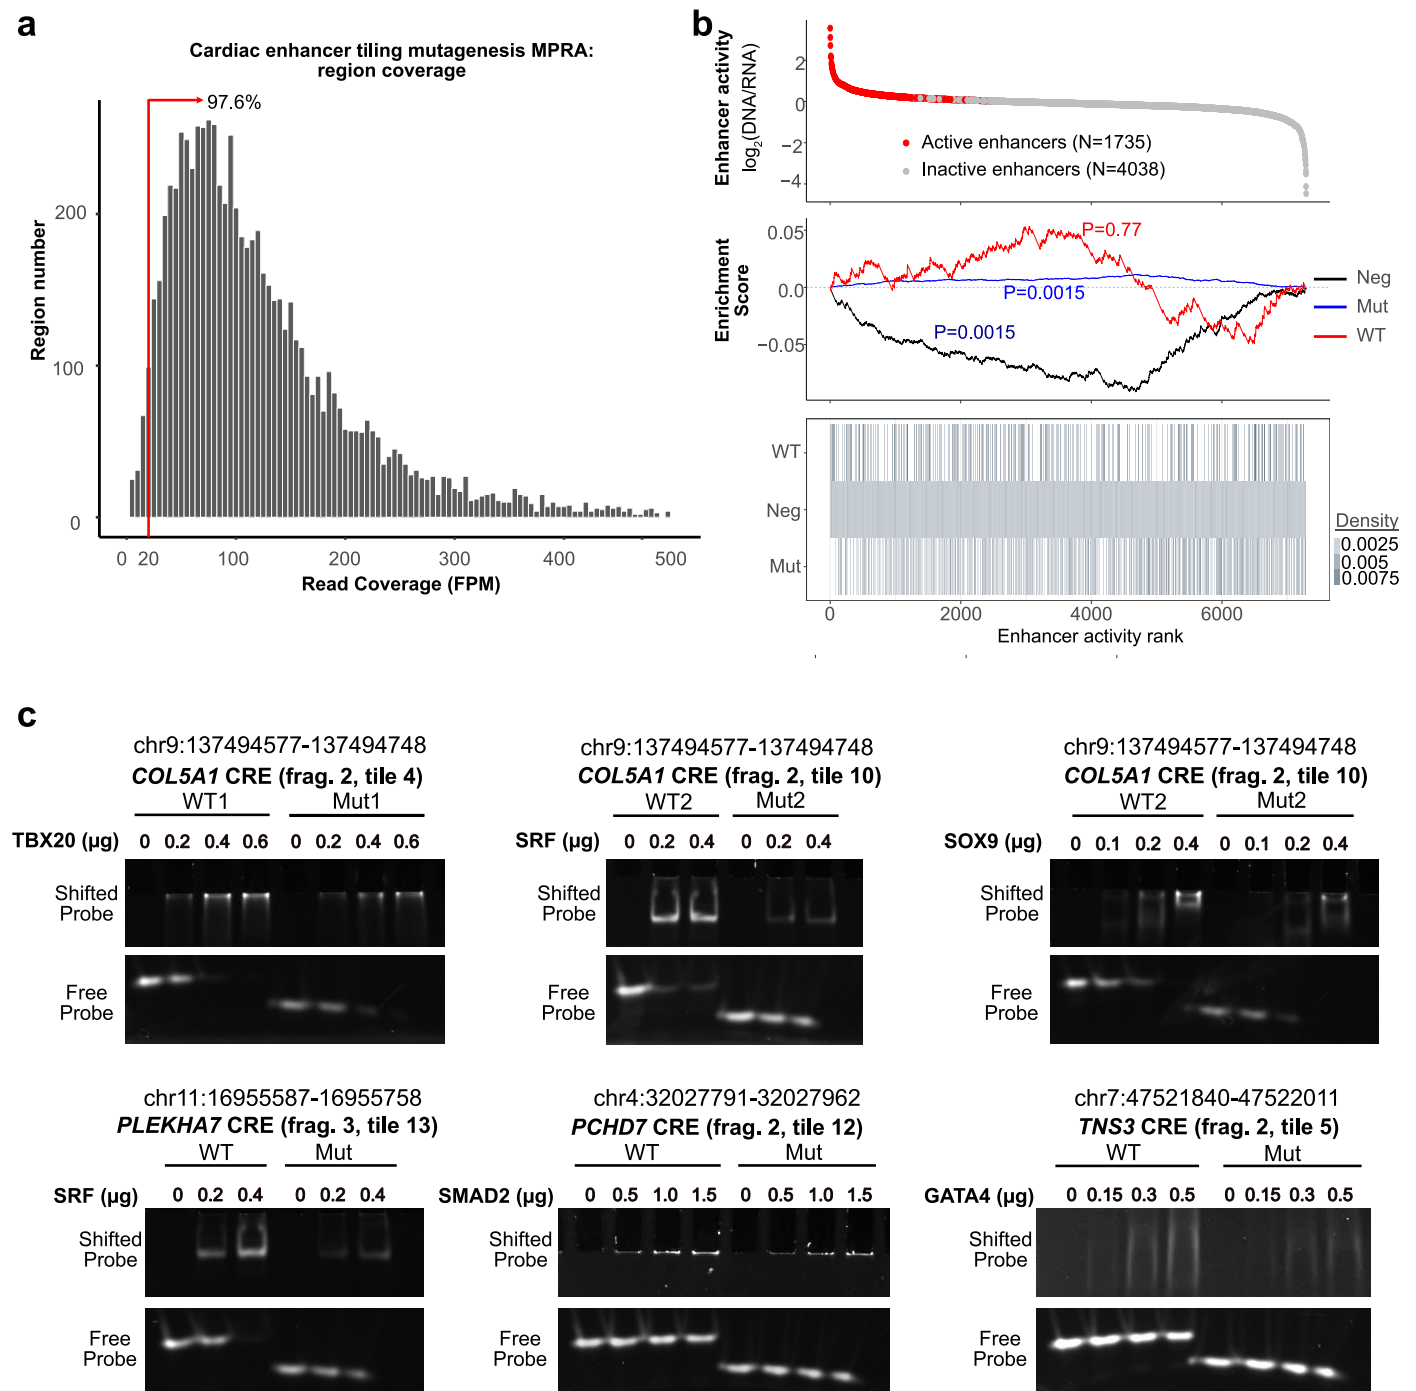 a
Cardiac enhancer tiling mutagenesis MPRA:
region coverage
97.6%
Region number
200
100
0
0 20 100 200 300 400 500
Read Coverage (FPM)
b
Enhancer activity
log2(DNA/RNA)
2
0
−2
−4
Active enhancers (N=1735)
Inactive enhancers (N=4038)
Enrichment
Score
0.05
0.0
−0.05
P=0.77
P=0.0015
P=0.0015
Neg
Mut
WT
WT
Neg
Mut
Density
0.0025
0.005
0.0075
0 2000 4000 6000
Enhancer activity rank
c
chr9:137494577-137494748
COL5A1 CRE (frag. 2, tile 4)
WT1 Mut1
TBX20 (µg) 0 0.2 0.4 0.6 0 0.2 0.4 0.6
Shifted
Probe
Free
Probe
chr9:137494577-137494748
COL5A1 CRE (frag. 2, tile 10)
WT2 Mut2
SRF (µg) 0 0.2 0.4 0 0.2 0.4
Shifted
Probe
Free
Probe
chr9:137494577-137494748
COL5A1 CRE (frag. 2, tile 10)
WT2 Mut2
SOX9 (µg) 0 0.1 0.2 0.4 0 0.1 0.2 0.4
Shifted
Probe
Free
Probe
chr11:16955587-16955758
PLEKHA7 CRE (frag. 3, tile 13)
WT Mut
SRF (µg) 0 0.2 0.4 0 0.2 0.4
Shifted
Probe
Free
Probe
chr4:32027791-32027962
PCHD7 CRE (frag. 2, tile 12)
WT Mut
SMAD2 (µg) 0 0.5 1.0 1.5 0 0.5 1.0 1.5
Shifted
Probe
Free
Probe
chr7:47521840-47522011
TNS3 CRE (frag. 2, tile 5)
WT Mut
GATA4 (µg) 0 0.15 0.3 0.5 0 0.15 0.3 0.5
Shifted
Probe
Free
Probe